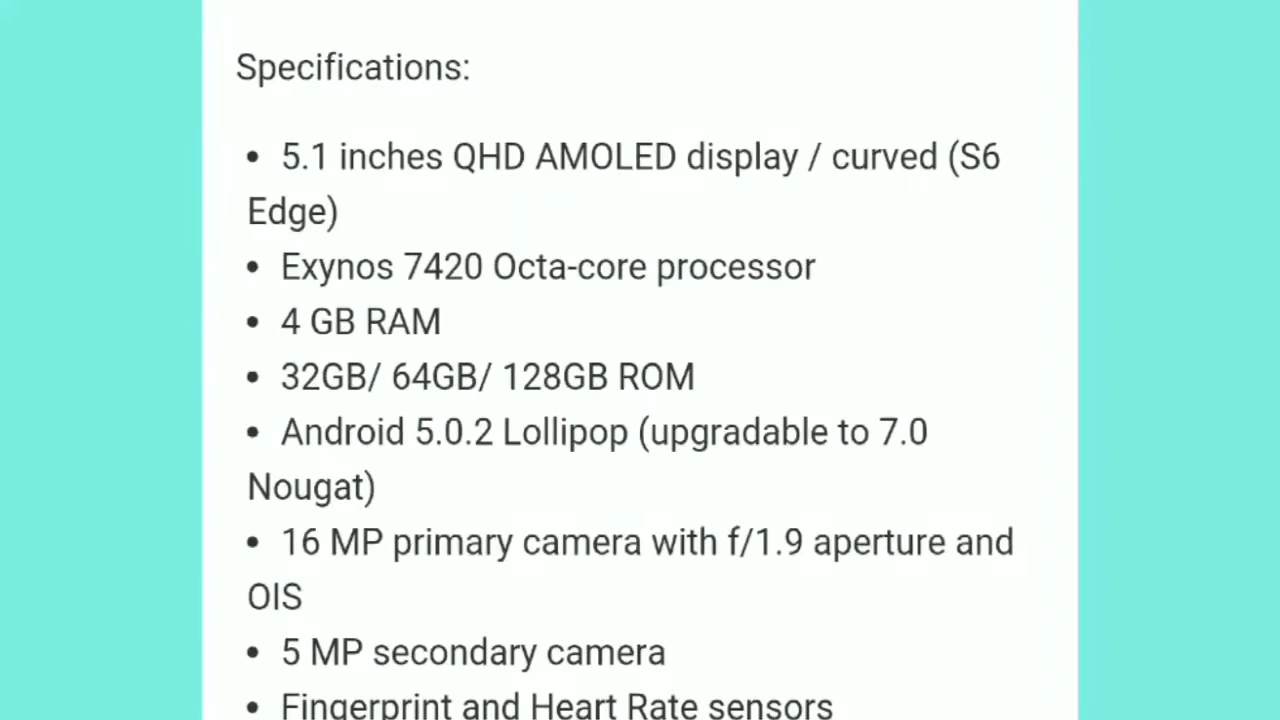 Specifications:
• 5.1 inches QHD AMOLED display / curved (S6
Edge)
• Exynos 7420 Octa-core processor
• 4 GB RAM
• 32GB/ 64GB/ 128GB ROM
• Android 5.0.2 Lollipop (upgradable to 7.0
Nougat)
• 16 MP primary camera with f/1.9 aperture and
OIS
• 5 MP secondary camera
• Fingerprint and Heart Rate sensors